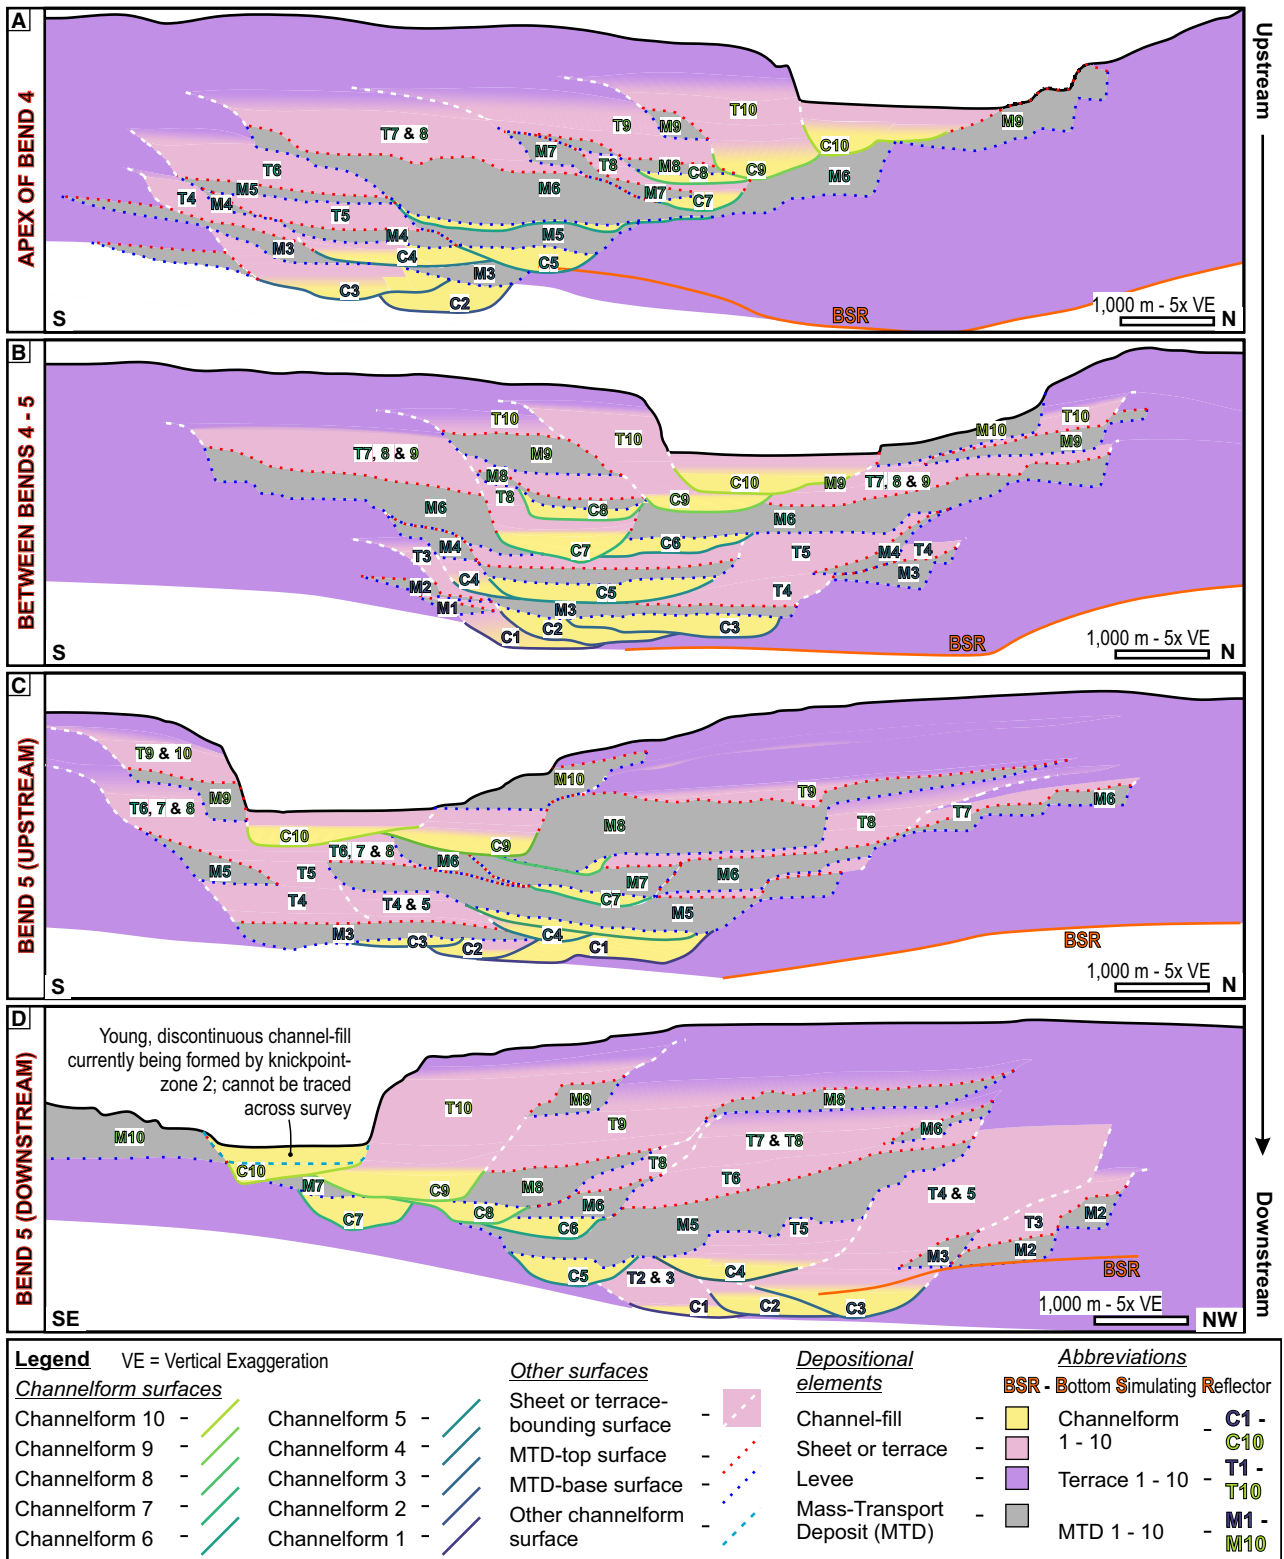 A
APEX OF BEND 4
Upstream
T10
T9
M9
T7 & 8
M9
C10
M7
T8
M8
C8
C9
M6
T6
M5
M6
M7
C7
T4
M4
T5
M4
M5
M3
C4
C5
M3
C3
C2
BSR
1,000 m - 5x VE
S
N
B
BETWEEN BENDS 4 - 5
T10
T10
T10
M10
M9
M9
T7, 8 & 9
M8
C10
M9
T7, 8 & 9
T8
C9
C8
M6
M6
M4
C7
C6
T5
M4
T4
T3
C4
M3
M2
C5
T4
M1
M3
C1
C2
C3
BSR
1,000 m - 5x VE
S
N
C
BEND 5 (UPSTREAM)
T9 & 10
M10
M9
T9
M6
T6, 7 & 8
M8
T8
T7
C10
C9
T6, 7 & 8
M6
M5
T5
M7
M6
T4
T4 & 5
C7
M5
M3
C3
C4
C2
C1
BSR
1,000 m - 5x VE
S
N
D
BEND 5 (DOWNSTREAM)
Young, discontinuous channel-fill
currently being formed by knickpoint-
zone 2; cannot be traced
across survey
T10
M9
M8
M10
T9
T7 & T8
M6
C10
T8
M7
C9
M8
T6
T4 & 5
C7
C8
M6
C6
M5
T5
T3
M2
M3
M2
C5
T2 & 3
C4
BSR
C1
C2
C3
1,000 m - 5x VE
SE
NW
Downstream
Legend
VE = Vertical Exaggeration
Channelform surfaces
Channelform 10 -
Channelform 9 -
Channelform 8 -
Channelform 7 -
Channelform 6 -
Channelform 5 -
Channelform 4 -
Channelform 3 -
Channelform 2 -
Channelform 1 -
Other surfaces
Sheet or terrace-
bounding surface -
MTD-top surface -
MTD-base surface -
Other channelform
surface -
Depositional
elements
Channel-fill -
Sheet or terrace -
Levee -
Mass-Transport
Deposit (MTD) -
Abbreviations
BSR - Bottom Simulating Reflector
Channelform
1 - 10 - C1 -
C10
Terrace 1 - 10 - T1 -
T10
MTD 1 - 10 - M1 -
M10